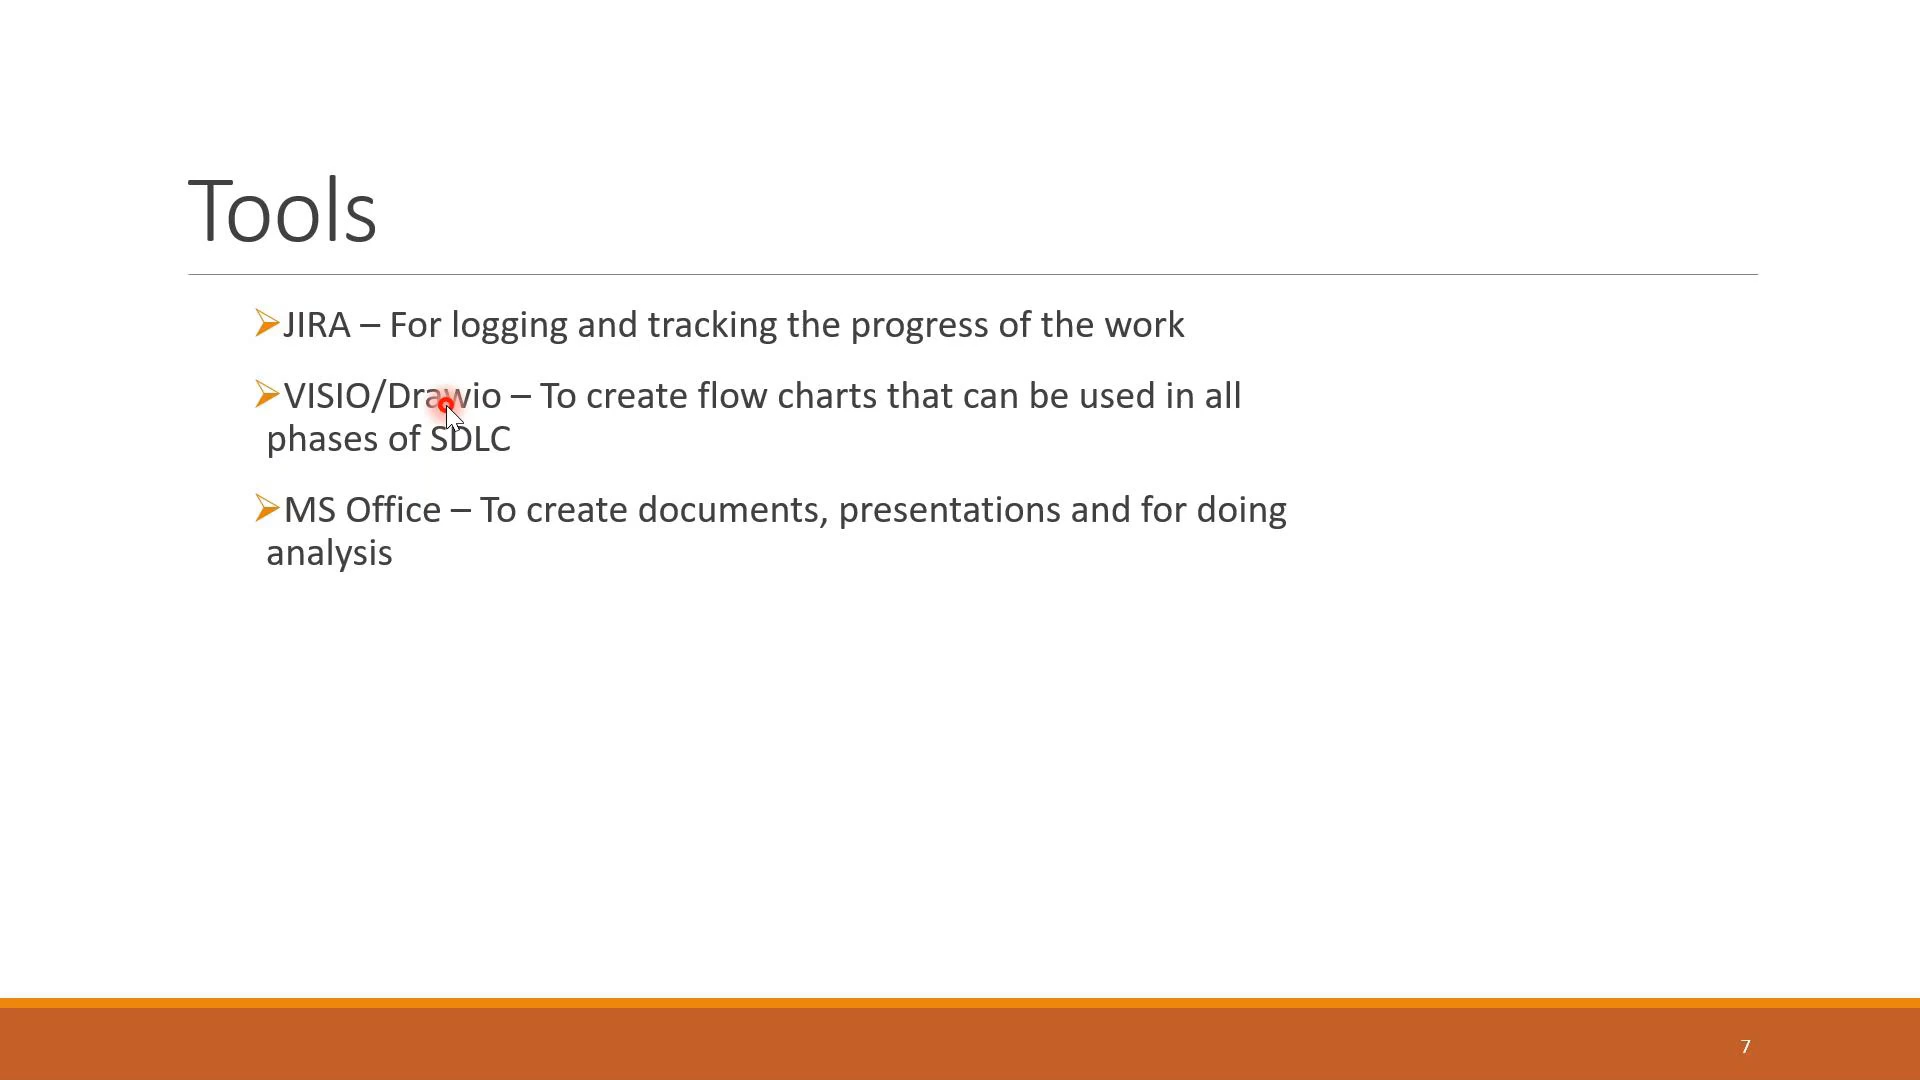 Tools
JIRA – For logging and tracking the progress of the work
VISIO/Drawio – To create flow charts that can be used in all
phases of SDLC
MS Office – To create documents, presentations and for doing
analysis
7